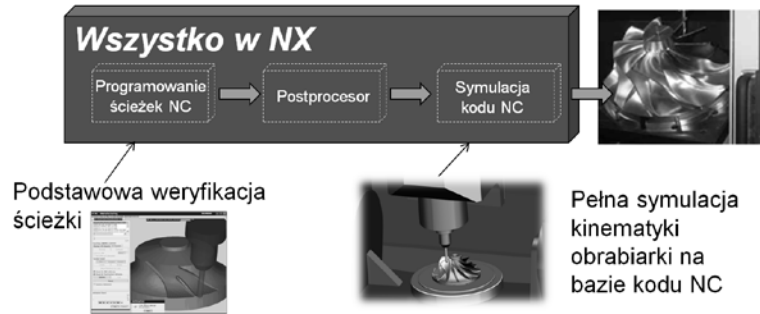 Wszystko w NX
Programowanie
ścieżek NC
Postprocesor
Symulacja
kodu NC
Podstawowa weryfikacja
ścieżki
Pełna symulacja
kinematyki
obrabiarki na
bazie kodu NC